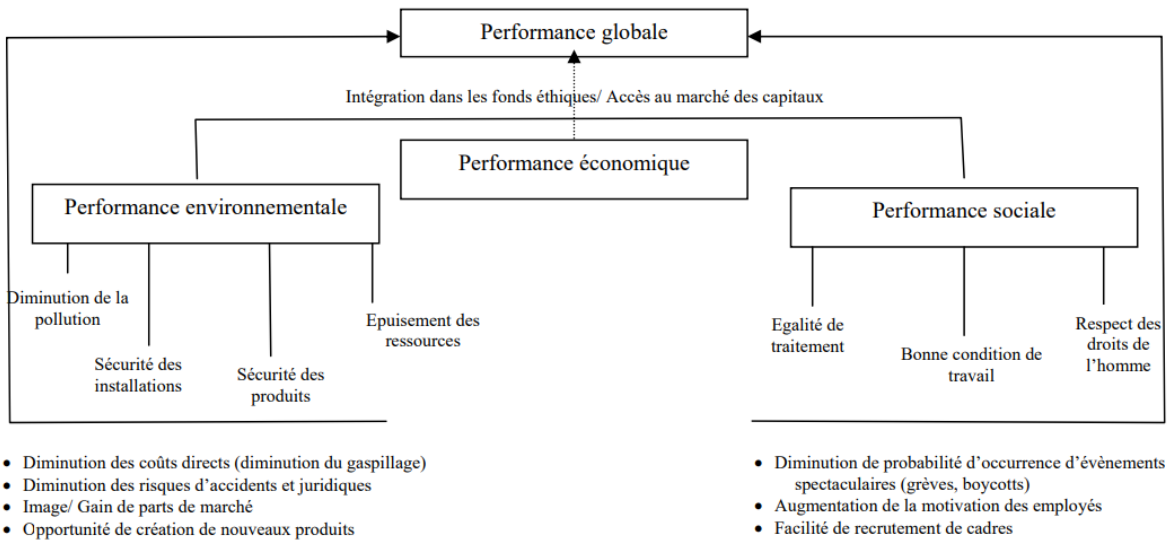 Performance globale
Intégration dans les fonds éthiques/ Accès au marché des capitaux
Performance économique
Performance environnementale
Performance sociale
Diminution de la
pollution
Sécurité des
installations
Sécurité des
produits
Epuisement des
ressources
Egalité de
traitement
Bonne condition de
travail
Respect des
droits de
l’homme
• Diminution des coûts directs (diminution du gaspillage)
• Diminution des risques d’accidents et juridiques
• Image/ Gain de parts de marché
• Opportunité de création de nouveaux produits
• Diminution de probabilité d’occurrence d’évènements
spectaculaires (grèves, boycotts)
• Augmentation de la motivation des employés
• Facilité de recrutement de cadres